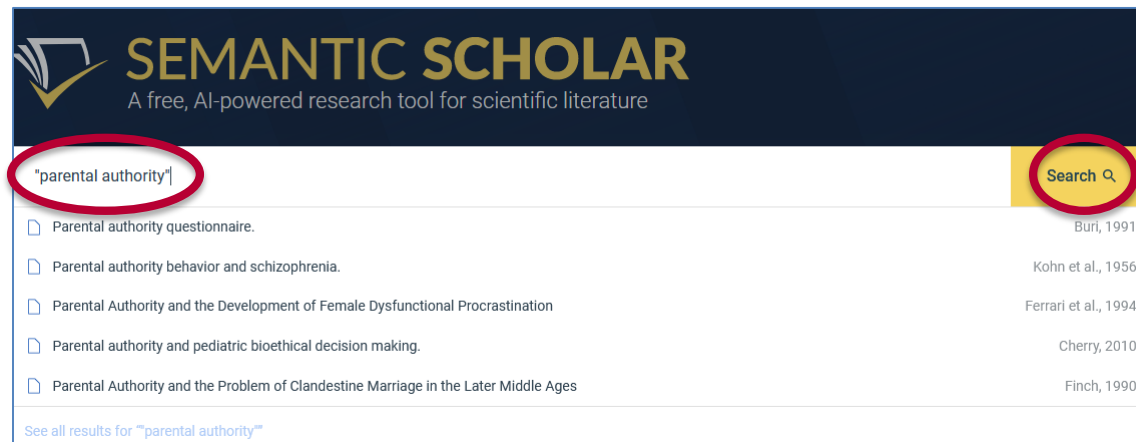 SEMANTIC SCHOLAR
A free, AI-powered research tool for scientific literature
"parental authority" Search
Parental authority questionnaire. Buri, 1991
Parental authority behavior and schizophrenia. Kohn et al., 1956
Parental Authority and the Development of Female Dysfunctional Procrastination Ferrari et al., 1994
Parental authority and pediatric bioethical decision making. Cherry, 2010
Parental Authority and the Problem of Clandestine Marriage in the Later Middle Ages Finch, 1990
See all results for ""parental authority""